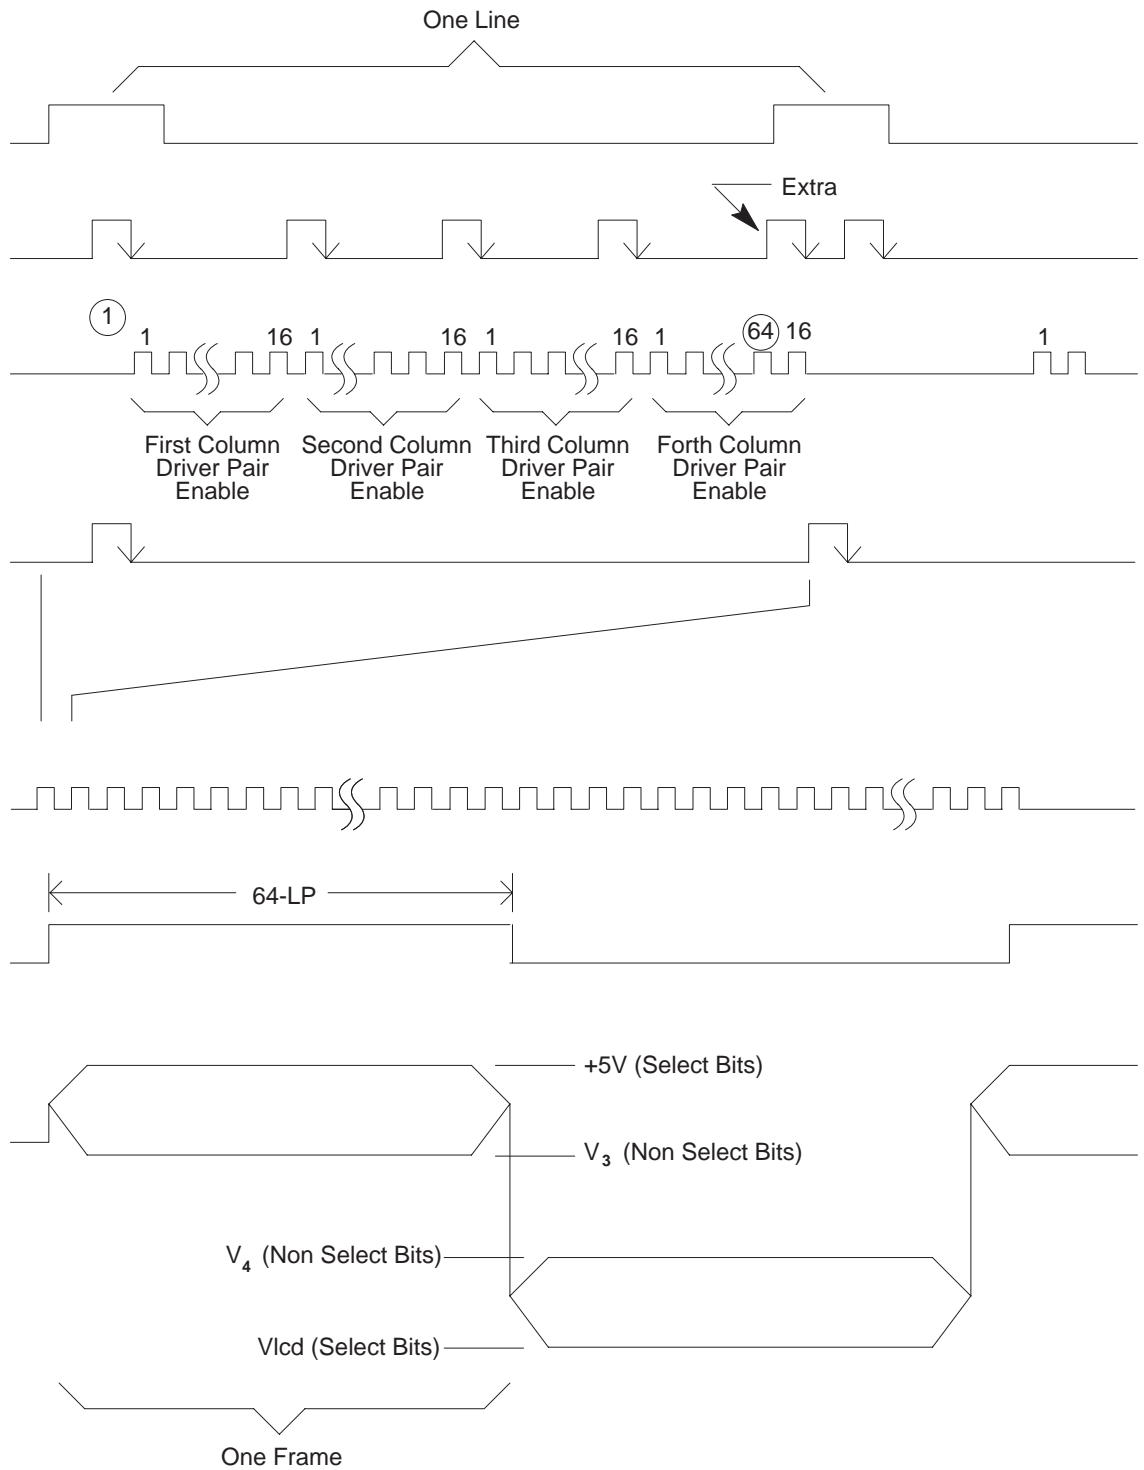 One Line
Extra
1
1 16 1 16 1 16 1 64 16 1
First Column Driver Pair Enable
Second Column Driver Pair Enable
Third Column Driver Pair Enable
Forth Column Driver Pair Enable
64-LP
+5V (Select Bits)
V3 (Non Select Bits)
V4 (Non Select Bits)
Vlcd (Select Bits)
One Frame